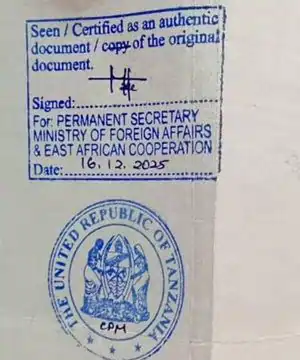 Seen / Certified as an authentic
document / copy of the original
document.
Signed:
For: PERMANENT SECRETARY
MINISTRY OF FOREIGN AFFAIRS
& EAST AFRICAN COOPERATION
Date: 16.12.2025
THE UNITED REPUBLIC OF TANZANIA
CPM